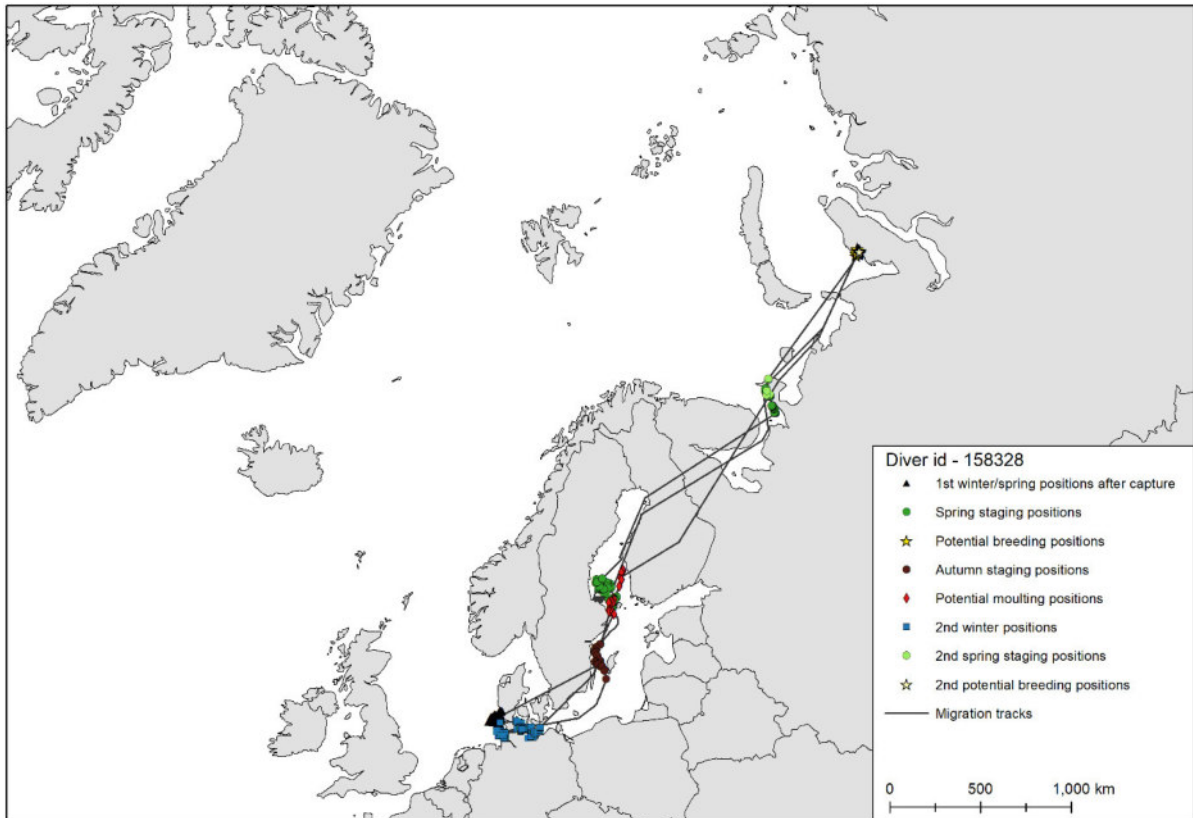 Diver id - 158328
1st winter/spring positions after capture
Spring staging positions
Potential breeding positions
Autumn staging positions
Potential moulting positions
2nd winter positions
2nd spring staging positions
2nd potential breeding positions
Migration tracks
0 500 1,000 km